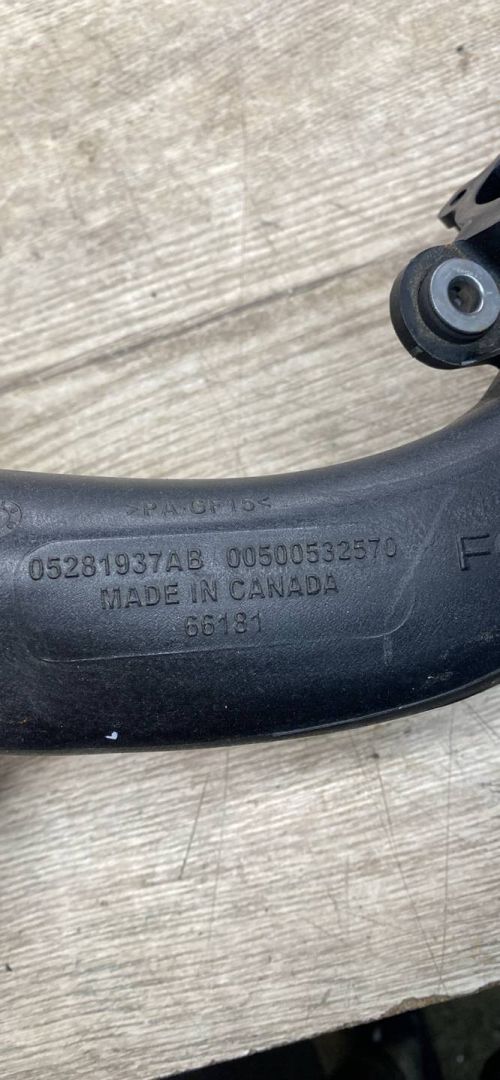 >PA-GF15<
05281937AB 00500532570
MADE IN CANADA
66181
F